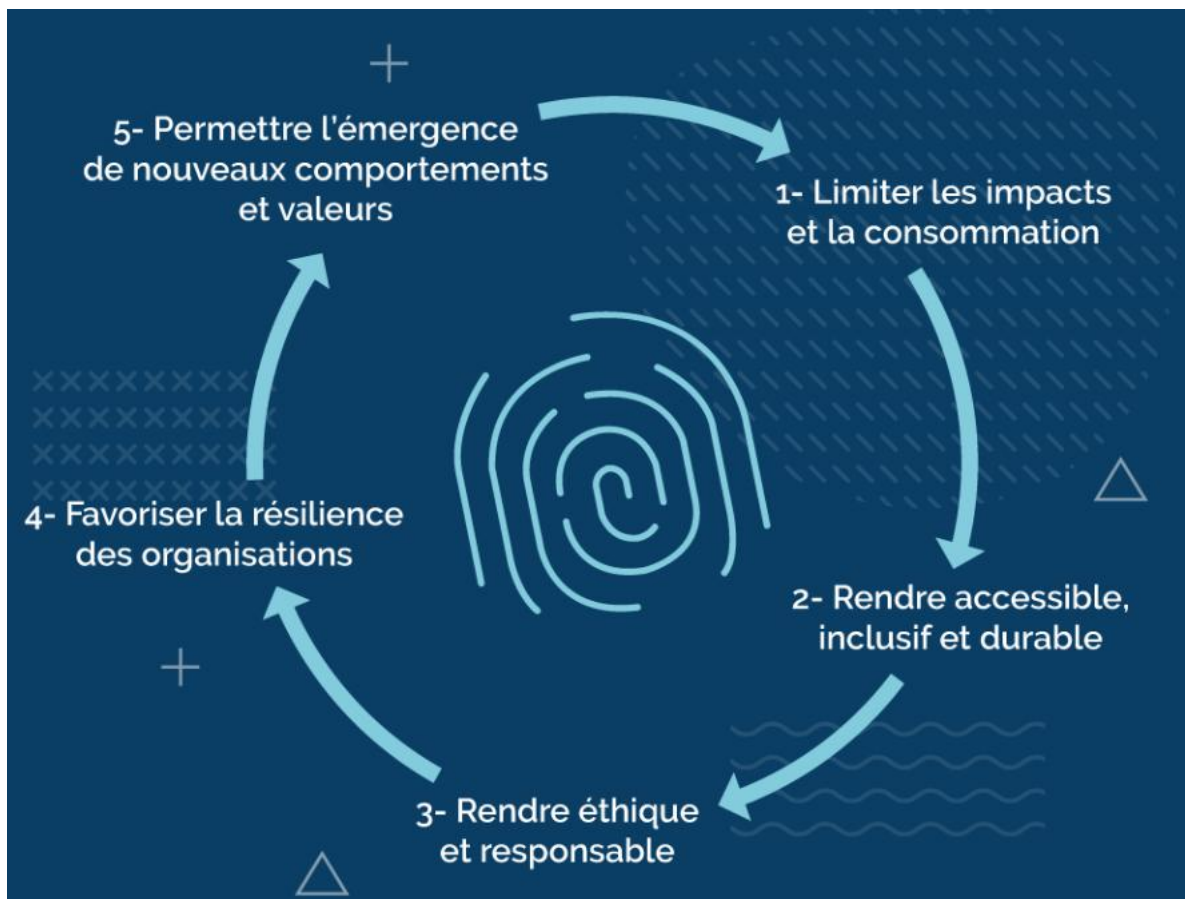 5- Permettre l’émergence
de nouveaux comportements
et valeurs
1- Limiter les impacts
et la consommation
2- Rendre accessible,
inclusif et durable
3- Rendre éthique
et responsable
4- Favoriser la résilience
des organisations